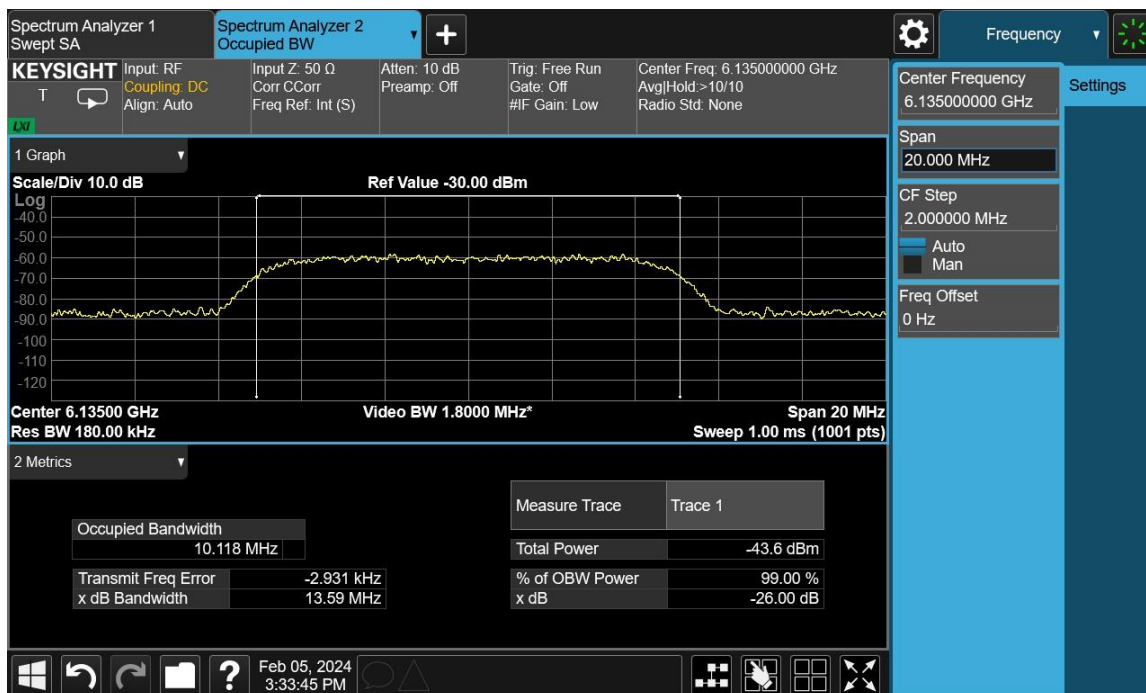 Spectrum Analyzer 1
Swept SA
Spectrum Analyzer 2
Occupied BW
Frequency
KEYSIGHT
T
LXI
Input: RF
Coupling: DC
Align: Auto
Input Z: 50 Ω
Corr CCorr
Freq Ref: Int (S)
Atten: 10 dB
Preamp: Off
Trig: Free Run
Gate: Off
#IF Gain: Low
Center Freq: 6.135000000 GHz
Avg|Hold:>10/10
Radio Std: None
Center Frequency
6.135000000 GHz
Settings
Span
20.000 MHz
CF Step
2.000000 MHz
Auto
Man
Freq Offset
0 Hz
1 Graph
Scale/Div 10.0 dB
Ref Value -30.00 dBm
Log
-40.0
-50.0
-60.0
-70.0
-80.0
-90.0
-100
-110
-120
Center 6.13500 GHz
Video BW 1.8000 MHz*
Span 20 MHz
Res BW 180.00 kHz
Sweep 1.00 ms (1001 pts)
2 Metrics
Measure Trace
Trace 1
Occupied Bandwidth
10.118 MHz
Total Power
-43.6 dBm
Transmit Freq Error
-2.931 kHz
% of OBW Power
99.00 %
x dB Bandwidth
13.59 MHz
x dB
-26.00 dB
?
Feb 05, 2024
3:33:45 PM